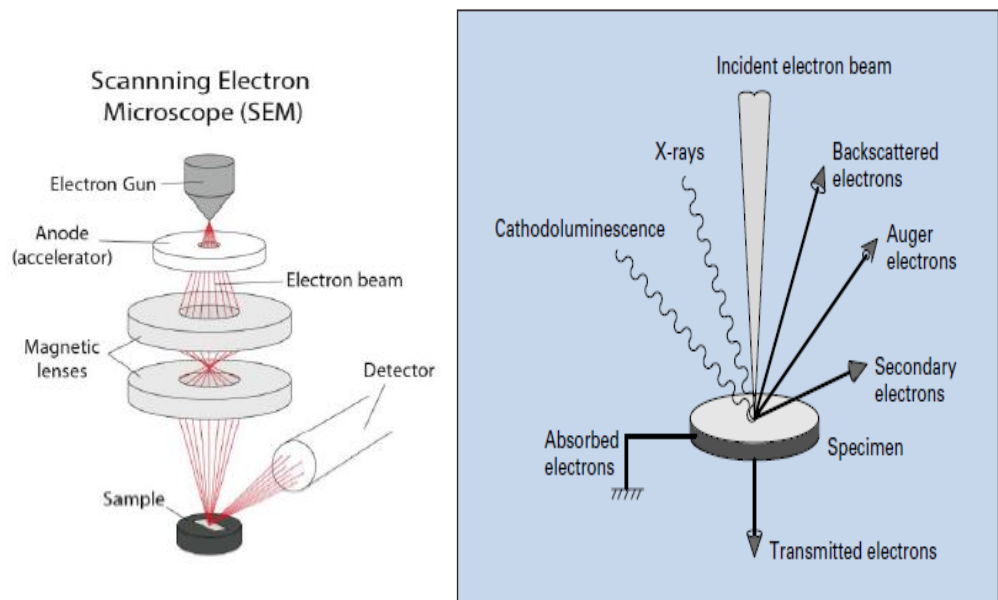 Scannning Electron
Microscope (SEM)
Electron Gun
Anode
(accelerator)
Electron beam
Magnetic
lenses
Detector
Sample
Incident electron beam
X-rays
Backscattered
electrons
Cathodoluminescence
Auger
electrons
Secondary
electrons
Absorbed
electrons
Specimen
Transmitted electrons